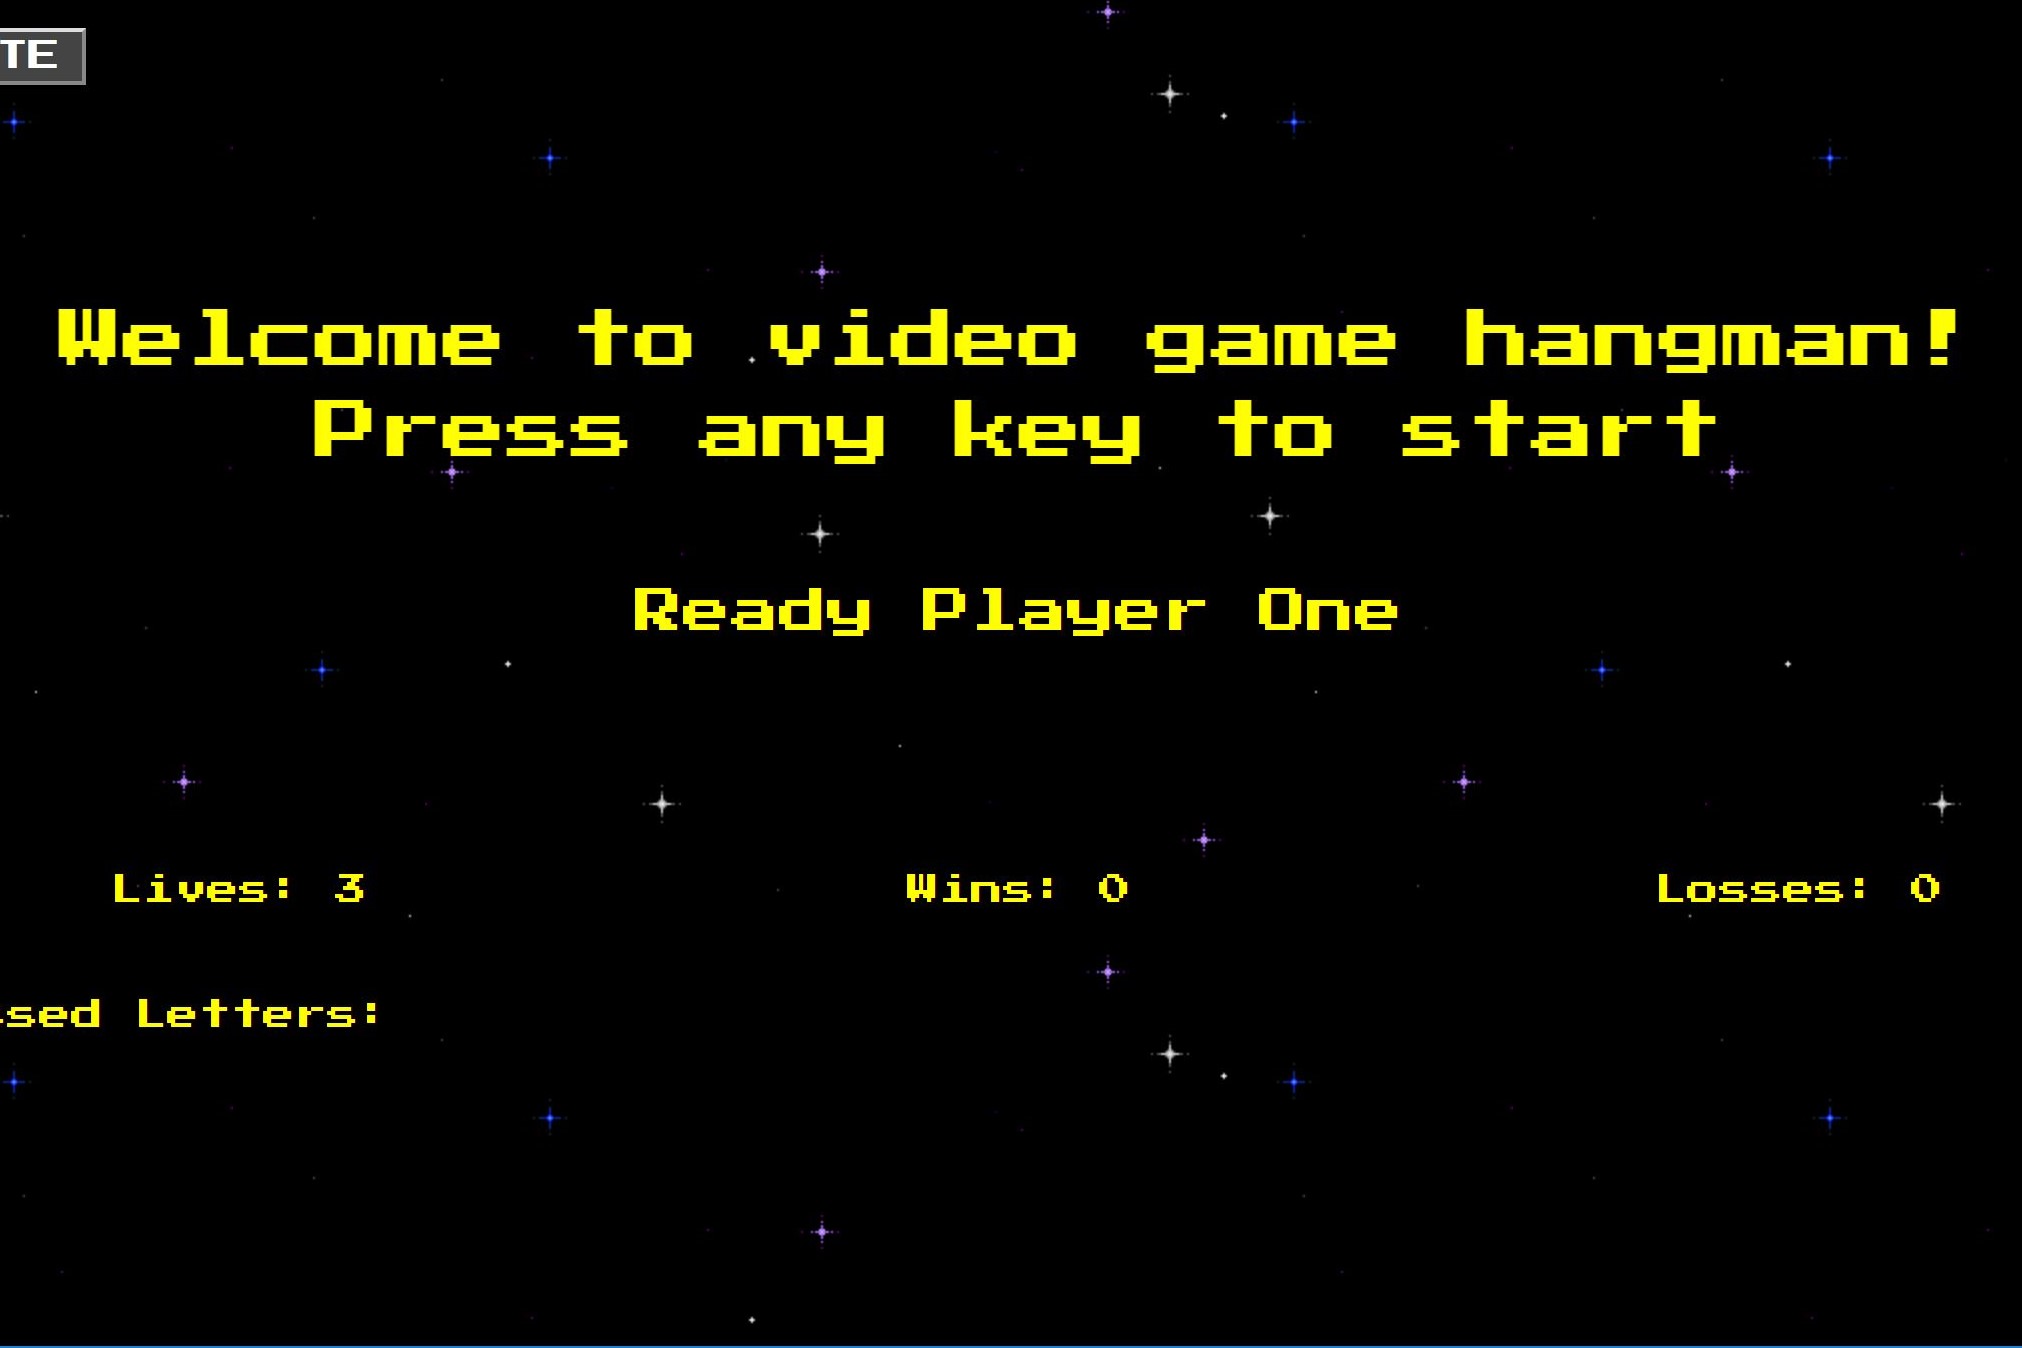 TE
Welcome to video game hangman!
Press any key to start
Ready Player One
Lives: 3
Wins: 0
Losses: 0
sed Letters: